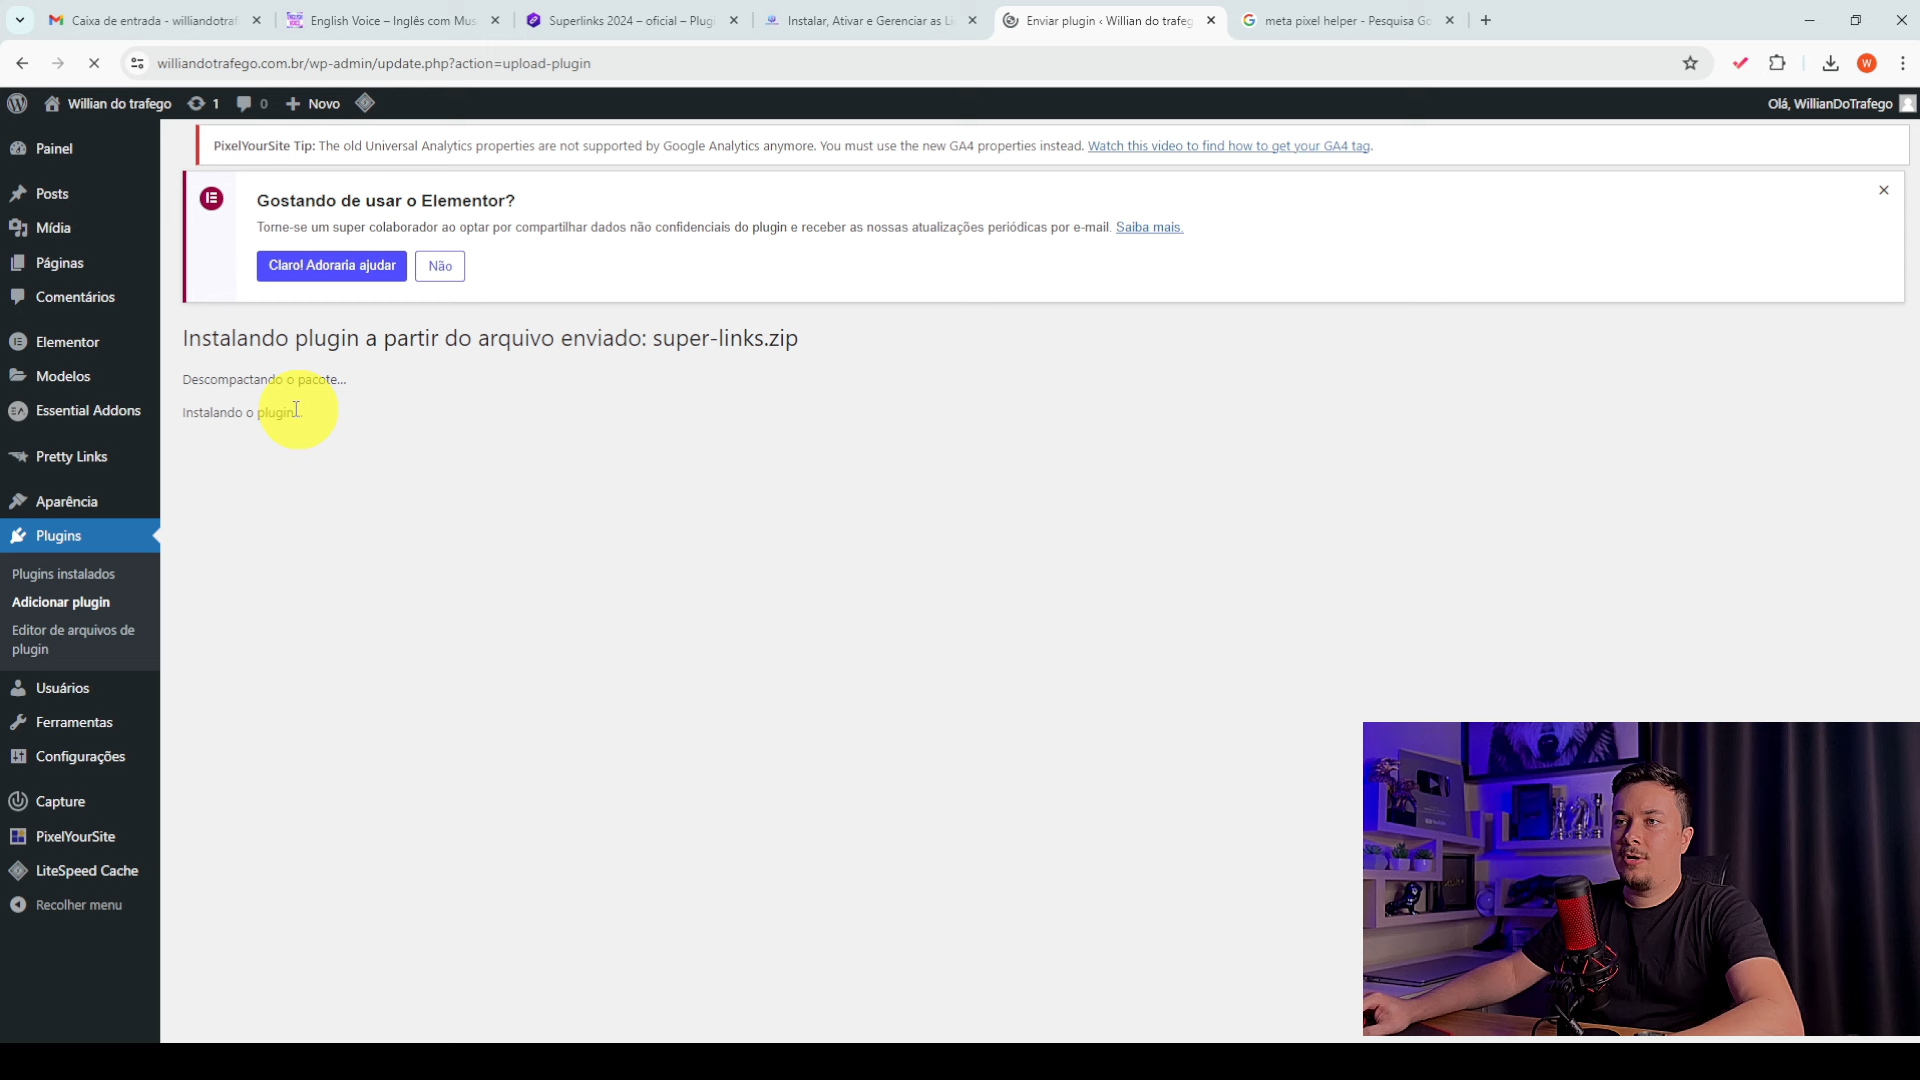 Caixa de entrada - williandotraf
English Voice – Inglês com Mus
Superlinks 2024 – oficial – Plug
Instalar, Ativar e Gerenciar as Li
Enviar plugin ‹ Willian do trafeg
meta pixel helper - Pesquisa Go
williandotrafego.com.br/wp-admin/update.php?action=upload-plugin
W
Willian do trafego
1
0
Novo
Olá, WillianDoTrafego
PixelYourSite Tip: The old Universal Analytics properties are not supported by Google Analytics anymore. You must use the new GA4 properties instead. Watch this video to find how to get your GA4 tag.
Gostando de usar o Elementor?
Torne-se um super colaborador ao optar por compartilhar dados não confidenciais do plugin e receber as nossas atualizações periódicas por e-mail. Saiba mais.
Claro! Adoraria ajudar
Não
Instalando plugin a partir do arquivo enviado: super-links.zip
Descompactando o pacote...
Instalando o plugin...
Painel
Posts
Mídia
Páginas
Comentários
Elementor
Modelos
Essential Addons
Pretty Links
Aparência
Plugins
Plugins instalados
Adicionar plugin
Editor de arquivos de
plugin
Usuários
Ferramentas
Configurações
Capture
PixelYourSite
LiteSpeed Cache
Recolher menu